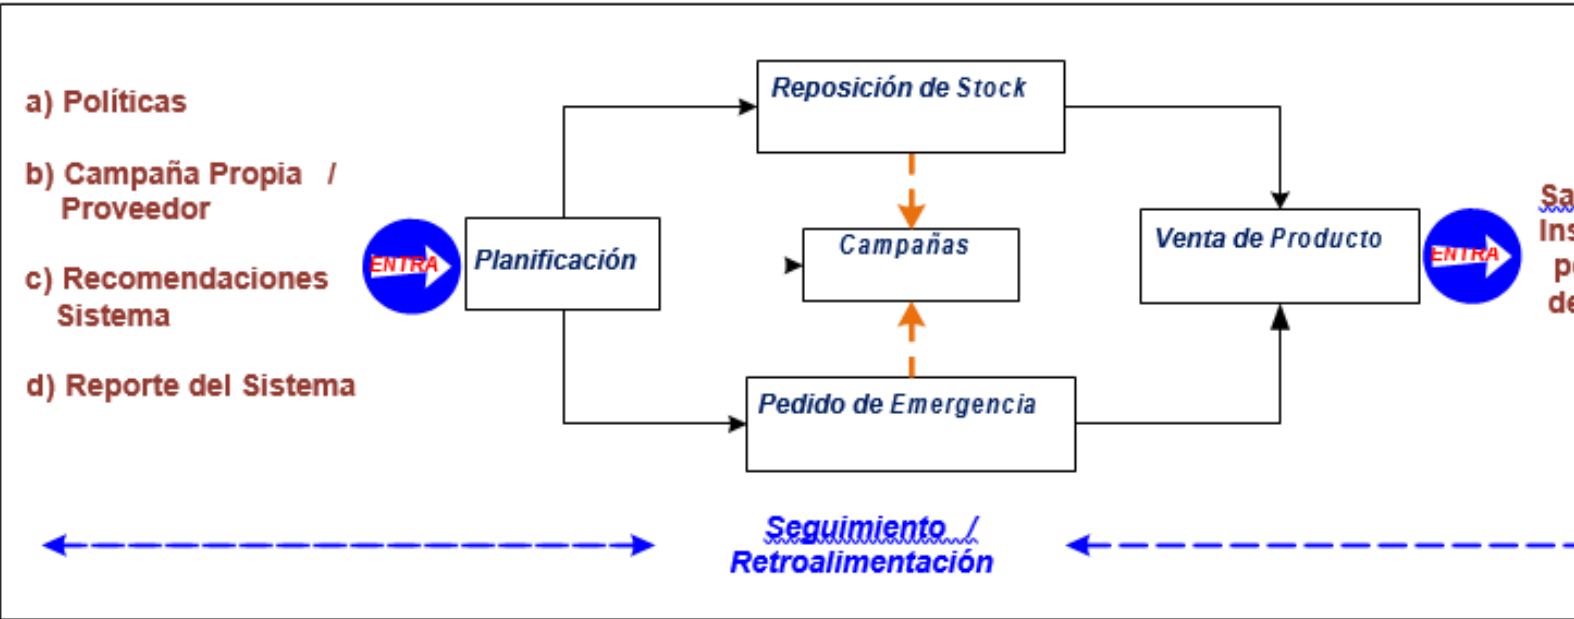 a) Políticas
b) Campaña Propia /
Proveedor
c) Recomendaciones
Sistema
d) Reporte del Sistema
ENTRA
Planificación
Reposición de Stock
Campañas
Pedido de Emergencia
Venta de Producto
ENTRA
Seguimiento /
Retroalimentación